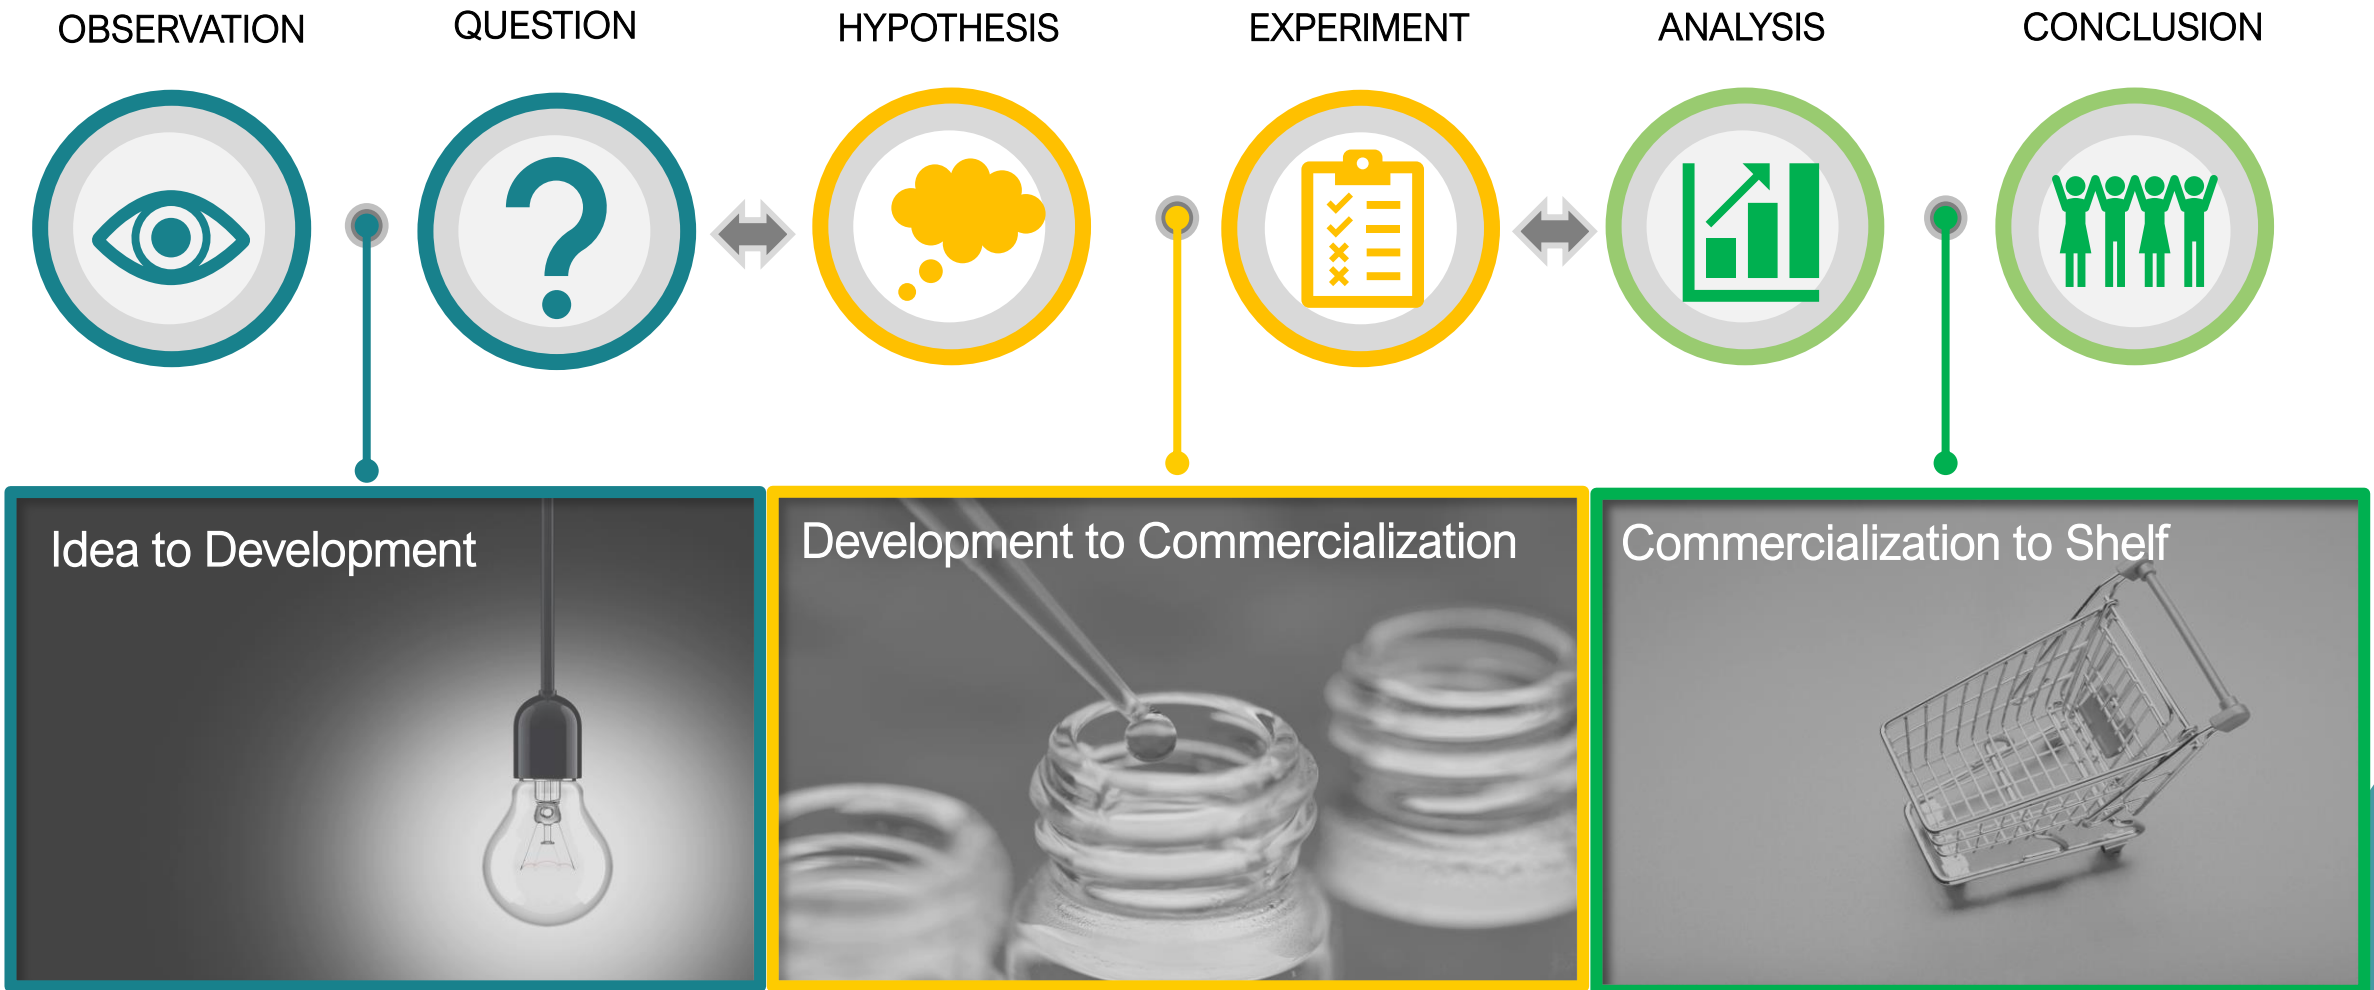 OBSERVATION
QUESTION
HYPOTHESIS
EXPERIMENT
ANALYSIS
CONCLUSION
Idea to Development
Development to Commercialization
Commercialization to Shelf